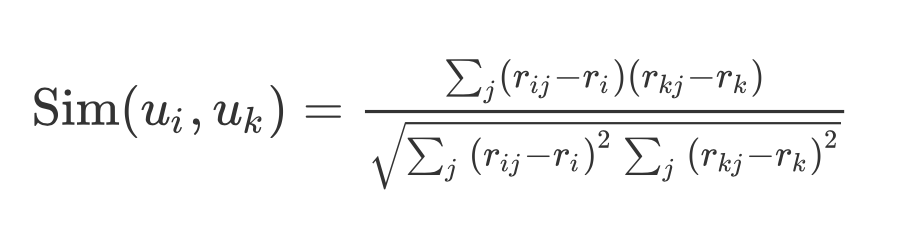 Sim(u_i, u_k) = \frac{\sum_j (r_{ij} - r_i)(r_{kj} - r_k)}{\sqrt{\sum_j (r_{ij} - r_i)^2 \sum_j (r_{kj} - r_k)^2}}